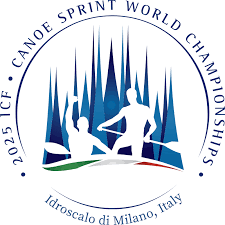 • 2025 ICF • CANOE SPRINT WORLD CHAMPIONSHIPS •
Idroscalo di Milano, Italy